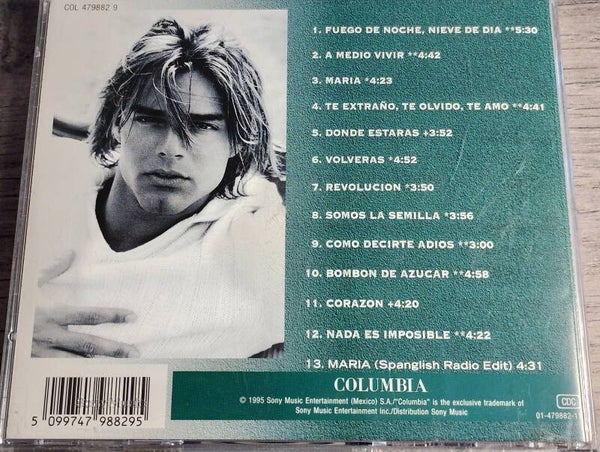 COL 479882 9
1. FUEGO DE NOCHE, NIEVE DE DIA **5:30
2. A MEDIO VIVIR **4:42
3. MARIA *4:23
4. TE EXTRAÑO, TE OLVIDO, TE AMO **4:41
5. DONDE ESTARAS +3:52
6. VOLVERAS *4:52
7. REVOLUCION *3:50
8. SOMOS LA SEMILLA *3:56
9. COMO DECIRTE ADIOS **3:00
10. BOMBON DE AZUCAR **4:58
11. CORAZON +4:20
12. NADA ES IMPOSIBLE **4:22
13. MARIA (Spanglish Radio Edit) 4:31
COLUMBIA
© 1995 Sony Music Entertainment (Mexico) S.A./"Columbia" is the exclusive trademark of
Sony Music Entertainment Inc./Distribution Sony Music
CDC
01-479882-1
5 099747 988295